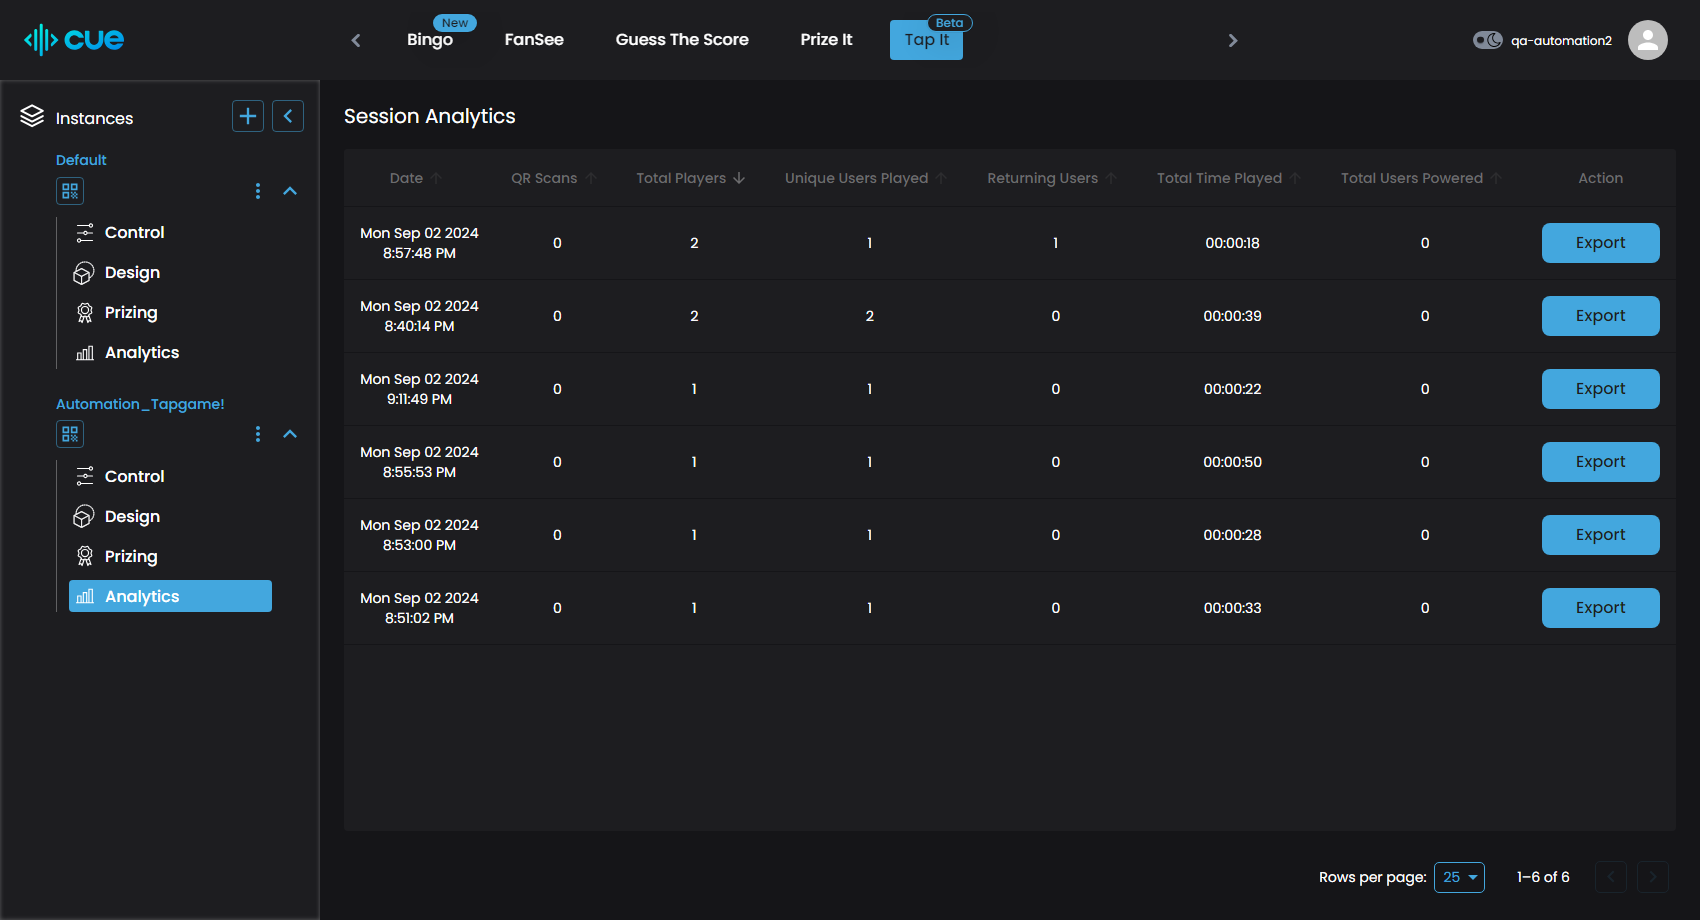 cue
New
Bingo
FanSee
Guess The Score
Prize It
Beta
Tap It
qa-automation2
Instances
Default
Control
Design
Prizing
Analytics
Automation_Tapgame!
Control
Design
Prizing
Analytics
Session Analytics
Date QR Scans Total Players Unique Users Played Returning Users Total Time Played Total Users Powered Action
Mon Sep 02 2024
8:57:48 PM
0 2 1 1 00:00:18 0 Export
Mon Sep 02 2024
8:40:14 PM
0 2 2 0 00:00:39 0 Export
Mon Sep 02 2024
9:11:49 PM
0 1 1 0 00:00:22 0 Export
Mon Sep 02 2024
8:55:53 PM
0 1 1 0 00:00:50 0 Export
Mon Sep 02 2024
8:53:00 PM
0 1 1 0 00:00:28 0 Export
Mon Sep 02 2024
8:51:02 PM
0 1 1 0 00:00:33 0 Export
Rows per page: 25 1–6 of 6